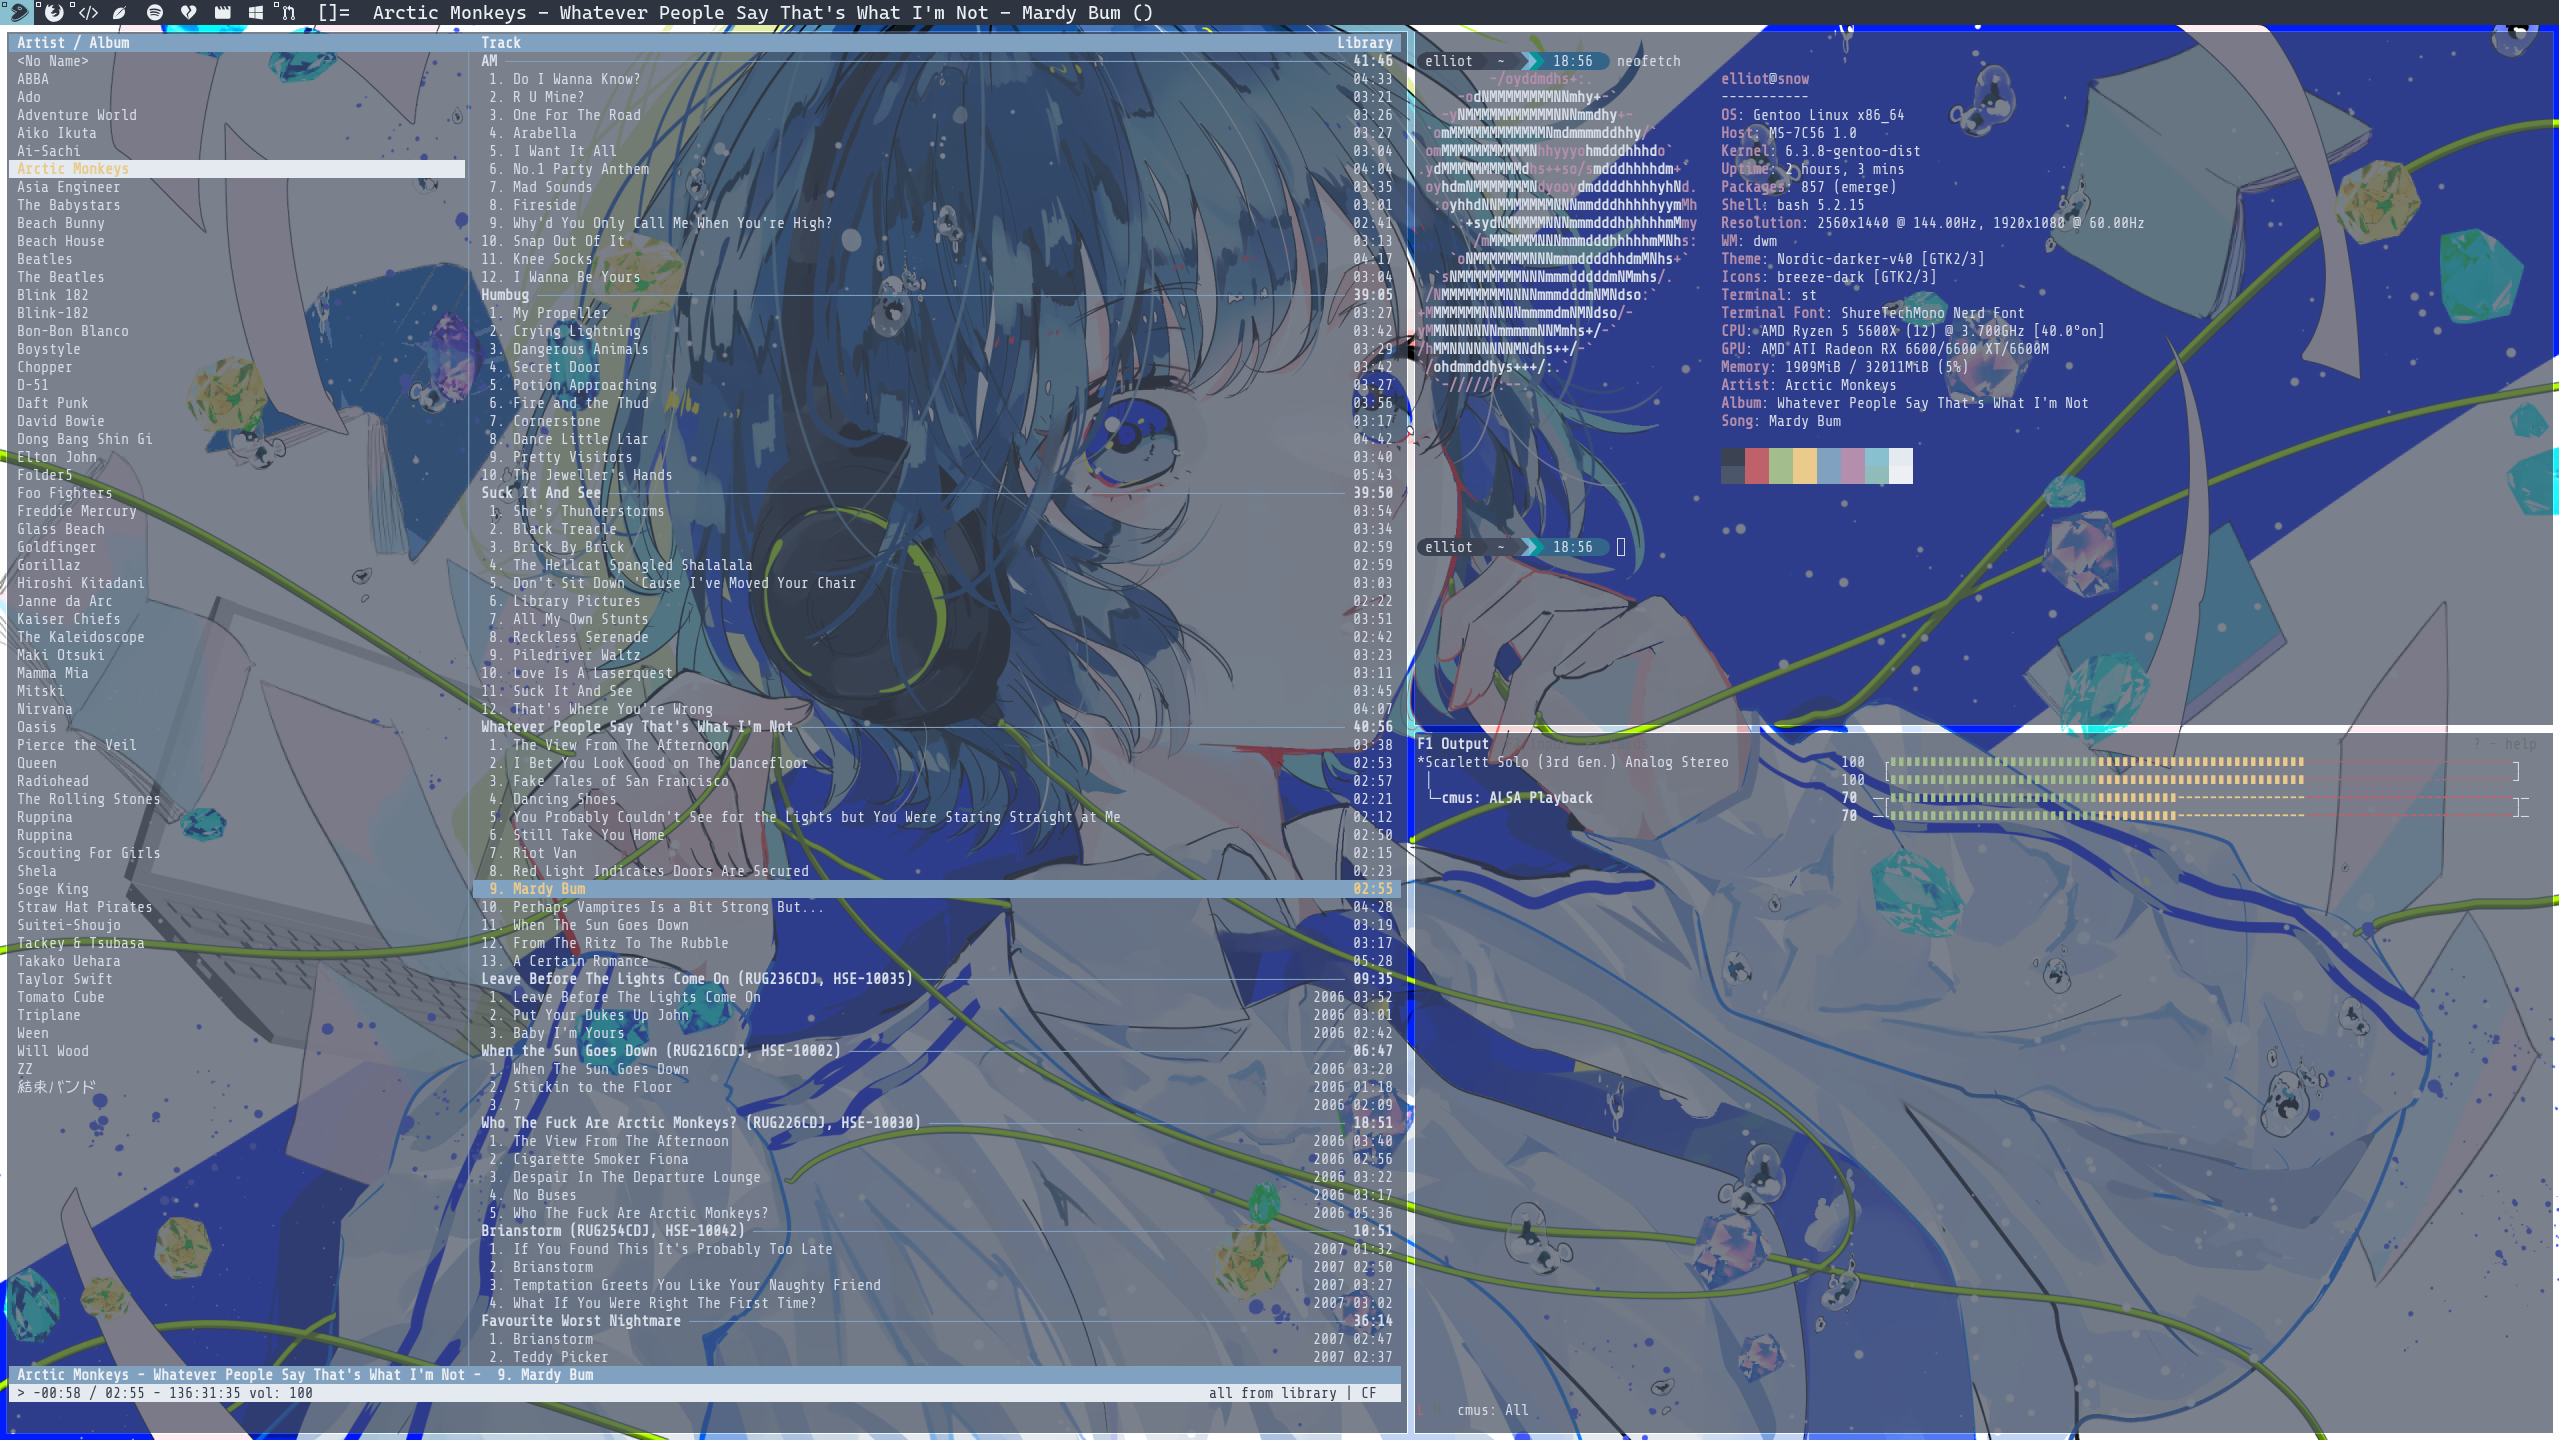 []= Arctic Monkeys - Whatever People Say That's What I'm Not - Mardy Bum ()
Artist / Album
<No Name>
ABBA
Ado
Adventure World
Aiko Ikuta
Ai-Sachi
Arctic Monkeys
Asia Engineer
The Babystars
Beach Bunny
Beach House
Beatles
The Beatles
Blink 182
Blink-182
Bon-Bon Blanco
Boystyle
Chopper
D-51
Daft Punk
David Bowie
Dong Bang Shin Gi
Elton John
Folder5
Foo Fighters
Freddie Mercury
Glass Beach
Goldfinger
Gorillaz
Hiroshi Kitadani
Janne da Arc
Kaiser Chiefs
The Kaleidoscope
Maki Otsuki
Mamma Mia
Mitski
Nirvana
Oasis
Pierce the Veil
Queen
Radiohead
The Rolling Stones
Ruppina
Ruppina
Scouting For Girls
Shela
Soge King
Straw Hat Pirates
Suitei-Shoujo
Tackey & Tsubasa
Takako Uehara
Taylor Swift
Tomato Cube
Triplane
Ween
Will Wood
ZZ
結束バンド
Track Library
AM 41:46
1. Do I Wanna Know? 04:33
2. R U Mine? 03:21
3. One For The Road 03:26
4. Arabella 03:27
5. I Want It All 03:04
6. No.1 Party Anthem 04:04
7. Mad Sounds 03:35
8. Fireside 03:01
9. Why'd You Only Call Me When You're High? 02:41
10. Snap Out Of It 03:13
11. Knee Socks 04:17
12. I Wanna Be Yours 03:04
Humbug 39:05
1. My Propeller 03:27
2. Crying Lightning 03:42
3. Dangerous Animals 03:29
4. Secret Door 03:42
5. Potion Approaching 03:27
6. Fire and the Thud 03:56
7. Cornerstone 03:17
8. Dance Little Liar 04:42
9. Pretty Visitors 03:40
10. The Jeweller's Hands 05:43
Suck It And See 39:50
1. She's Thunderstorms 03:54
2. Black Treacle 03:34
3. Brick By Brick 02:59
4. The Hellcat Spangled Shalalala 02:59
5. Don't Sit Down 'Cause I've Moved Your Chair 03:03
6. Library Pictures 02:22
7. All My Own Stunts 03:51
8. Reckless Serenade 02:42
9. Piledriver Waltz 03:23
10. Love Is A Laserquest 03:11
11. Suck It And See 03:45
12. That's Where You're Wrong 04:07
Whatever People Say That's What I'm Not 40:56
1. The View From The Afternoon 03:38
2. I Bet You Look Good on The Dancefloor 02:53
3. Fake Tales of San Francisco 02:57
4. Dancing Shoes 02:21
5. You Probably Couldn't See for the Lights but You Were Staring Straight at Me 02:12
6. Still Take You Home 02:50
7. Riot Van 02:15
8. Red Light Indicates Doors Are Secured 02:23
9. Mardy Bum 02:55
10. Perhaps Vampires Is a Bit Strong But... 04:28
11. When The Sun Goes Down 03:19
12. From The Ritz To The Rubble 03:17
13. A Certain Romance 05:28
Leave Before The Lights Come On (RUG236CDJ, HSE-10035) 09:35
1. Leave Before The Lights Come On 2006 03:52
2. Put Your Dukes Up John 2006 03:01
3. Baby I'm Yours 2006 02:42
When the Sun Goes Down (RUG216CDJ, HSE-10002) 06:47
1. When The Sun Goes Down 2006 03:20
2. Stickin to the Floor 2006 01:18
3. 7 2006 02:09
Who The Fuck Are Arctic Monkeys? (RUG226CDJ, HSE-10030) 18:51
1. The View From The Afternoon 2006 03:40
2. Cigarette Smoker Fiona 2006 02:56
3. Despair In The Departure Lounge 2006 03:22
4. No Buses 2006 03:17
5. Who The Fuck Are Arctic Monkeys? 2006 05:36
Brianstorm (RUG254CDJ, HSE-10042) 10:51
1. If You Found This It's Probably Too Late 2007 01:32
2. Brianstorm 2007 02:50
3. Temptation Greets You Like Your Naughty Friend 2007 03:27
4. What If You Were Right The First Time? 2007 03:02
Favourite Worst Nightmare 36:14
1. Brianstorm 2007 02:47
2. Teddy Picker 2007 02:37
Arctic Monkeys - Whatever People Say That's What I'm Not - 9. Mardy Bum
> -00:58 / 02:55 - 136:31:35 vol: 100 all from library | CF
elliot ~ 18:56 neofetch
elliot@snow
-----------
OS: Gentoo Linux x86_64
Host: MS-7C56 1.0
Kernel: 6.3.8-gentoo-dist
Uptime: 2 hours, 3 mins
Packages: 857 (emerge)
Shell: bash 5.2.15
Resolution: 2560x1440 @ 144.00Hz, 1920x1080 @ 60.00Hz
WM: dwm
Theme: Nordic-darker-v40 [GTK2/3]
Icons: breeze-dark [GTK2/3]
Terminal: st
Terminal Font: ShureTechMono Nerd Font
CPU: AMD Ryzen 5 5600X (12) @ 3.700GHz [40.0°on]
GPU: AMD ATI Radeon RX 6600/6600 XT/6600M
Memory: 1909MiB / 32011MiB (5%)
Artist: Arctic Monkeys
Album: Whatever People Say That's What I'm Not
Song: Mardy Bum
elliot ~ 18:56
F1 Output ? - help
*Scarlett Solo (3rd Gen.) Analog Stereo 100
100
cmus: ALSA Playback 70
70
cmus: All